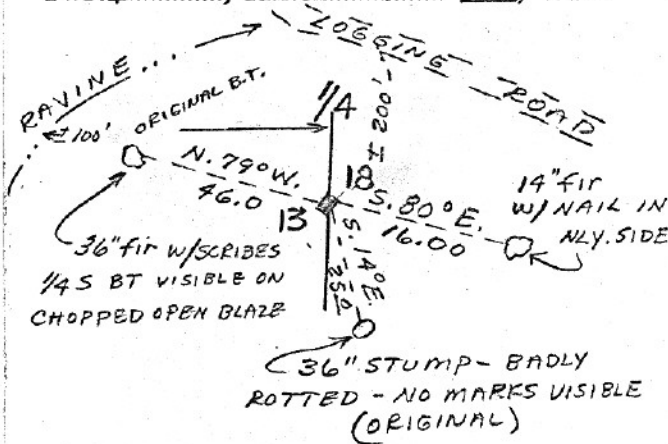 LOGGING ROAD
RAVINE...
± 100'
ORIGINAL B.T.
1/4
± 200'
N. 79° W.
46.0
18
13
S. 80° E.
16.00
S. 14° E.
14" fir
W/ NAIL IN
NLY. SIDE
36" fir W/SCRIBES
1/4 S BT VISIBLE ON
CHOPPED OPEN BLAZE
36" STUMP - BADLY
ROTTED - NO MARKS VISIBLE
(ORIGINAL)